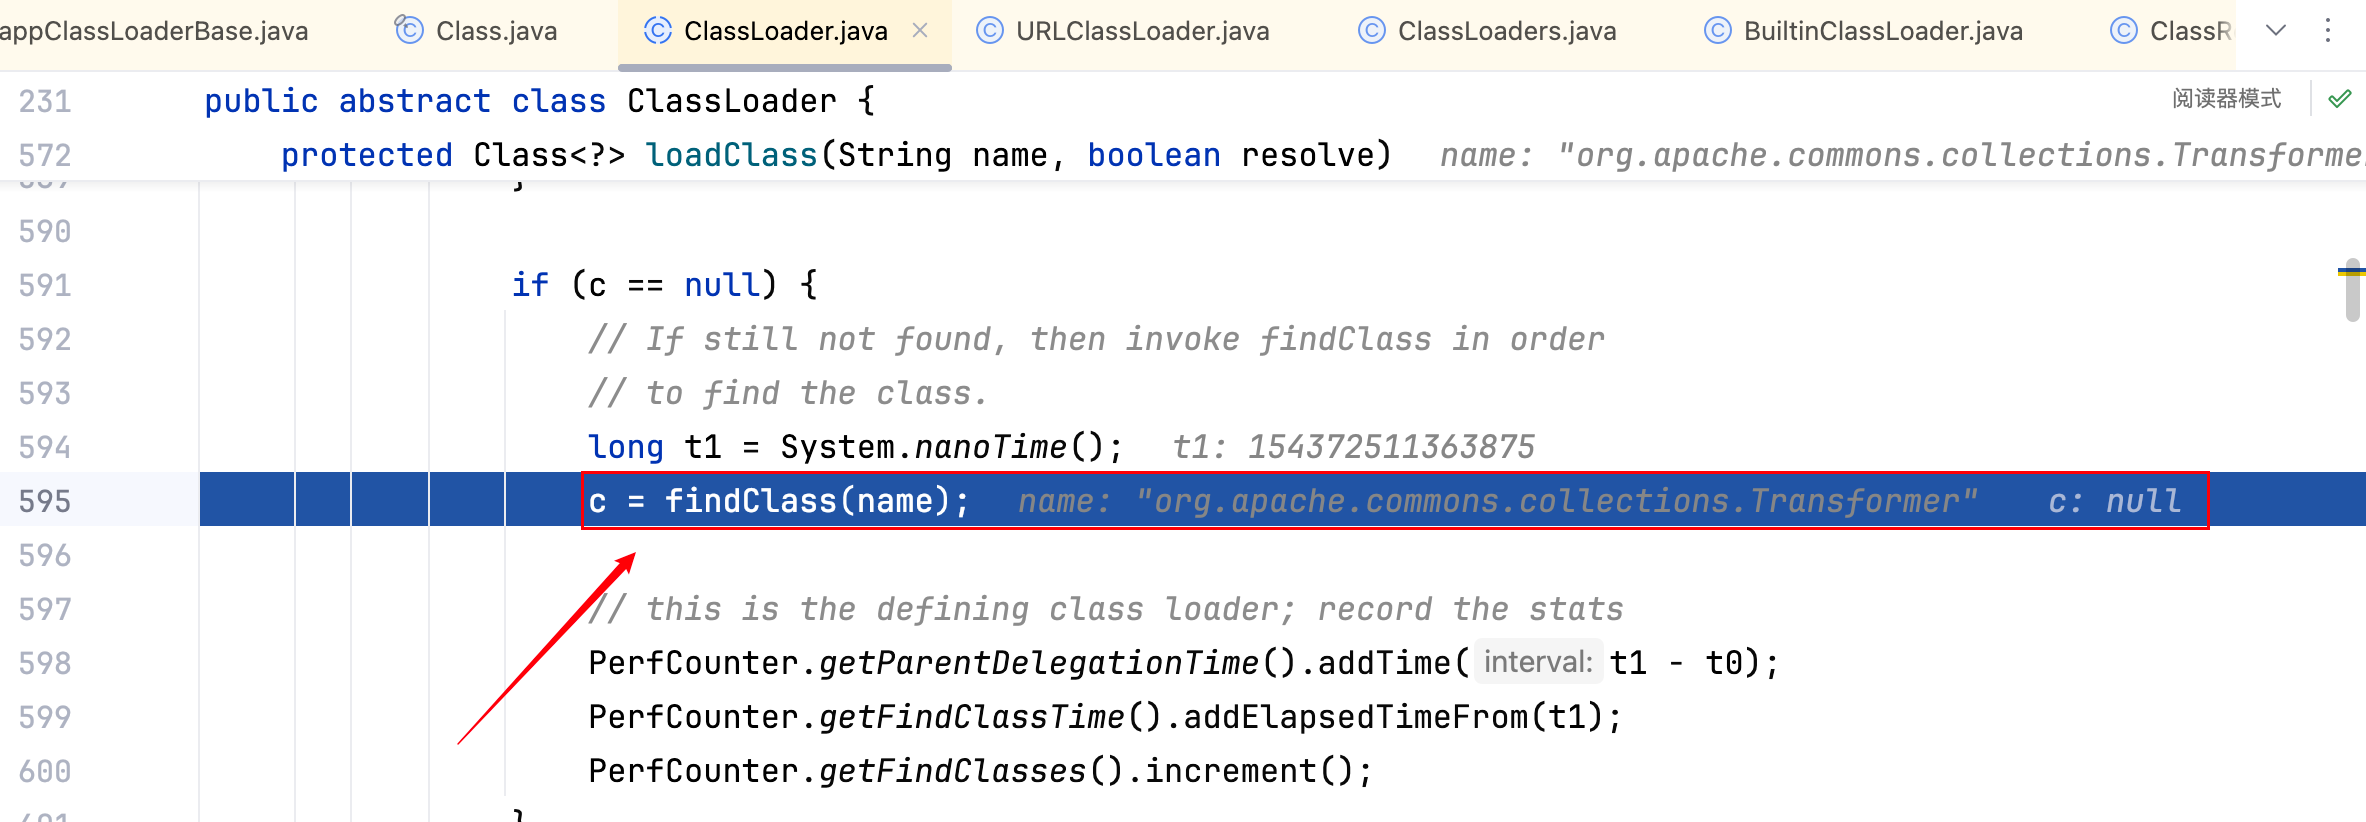 appClassLoaderBase.java Class.java ClassLoader.java URLClassLoader.java ClassLoaders.java BuiltinClassLoader.java ClassR
231 public abstract class ClassLoader { 阅读器模式
572 protected Class<?> loadClass(String name, boolean resolve) name: "org.apache.commons.collections.Transformer
589 }
590
591 if (c == null) {
592 // If still not found, then invoke findClass in order
593 // to find the class.
594 long t1 = System.nanoTime(); t1: 154372511363875
595 c = findClass(name); name: "org.apache.commons.collections.Transformer" c: null
596
597 // this is the defining class loader; record the stats
598 PerfCounter.getParentDelegationTime().addTime( interval: t1 - t0);
599 PerfCounter.getFindClassTime().addElapsedTimeFrom(t1);
600 PerfCounter.getFindClasses().increment();
601 }